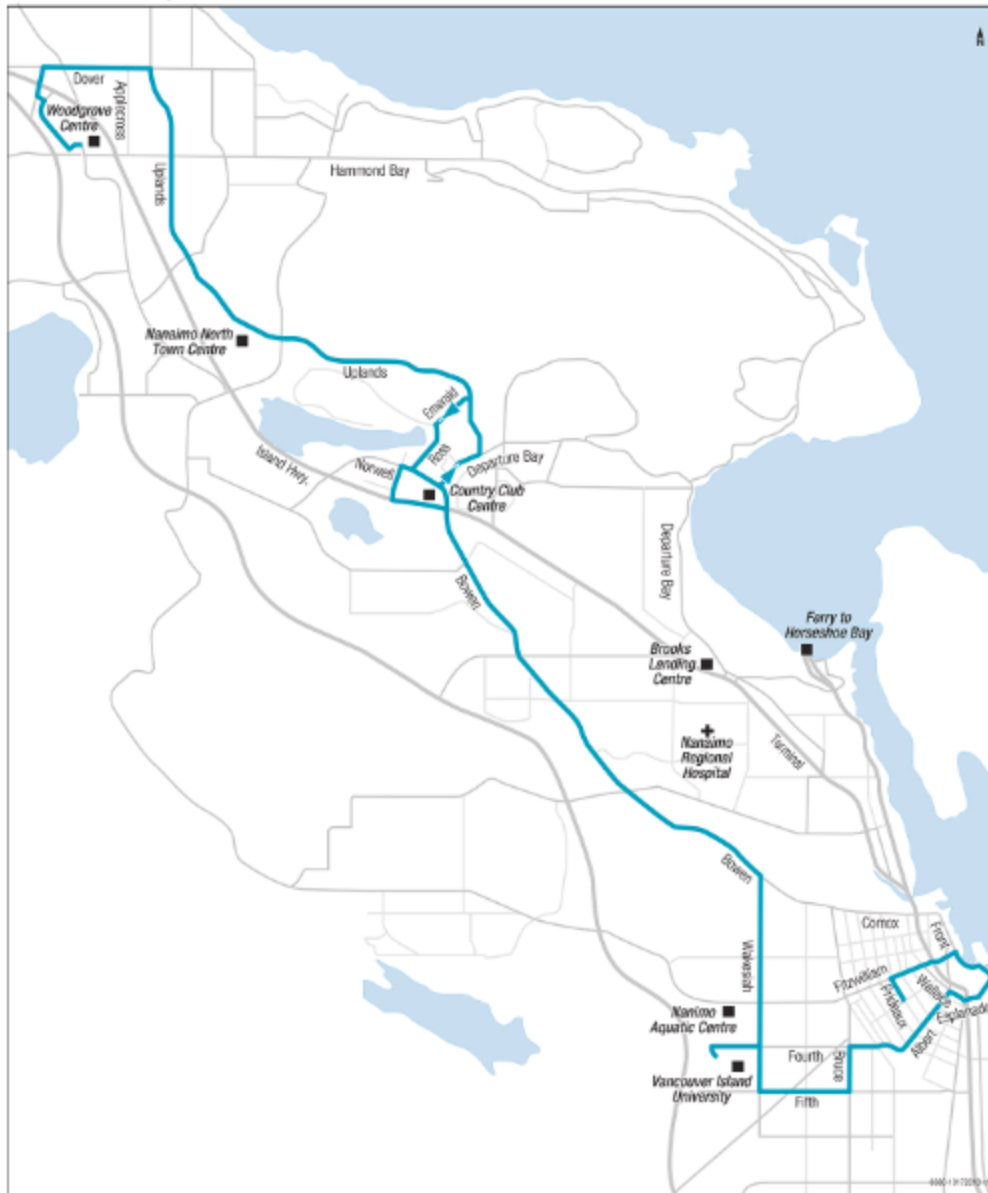 Dover
Applecross
Woodgrove
Centre
Hammond Bay
Uplands
Nanaimo North
Town Centre
Uplands
Emerald
Ross
Departure Bay
Norwell
Island Hwy.
Country Club
Centre
Departure Bay
Bowen
Ferry to
Horseshoe Bay
Brooks
Landing
Centre
Nanaimo
Regional
Hospital
Terminal
Bowen
Comox
Front
Wakesiah
Fitzwilliam
Wallace
Prideaux
Esplanade
Albert
Nanimo
Aquatic Centre
Fourth
Bruce
Vancouver Island
University
Fifth